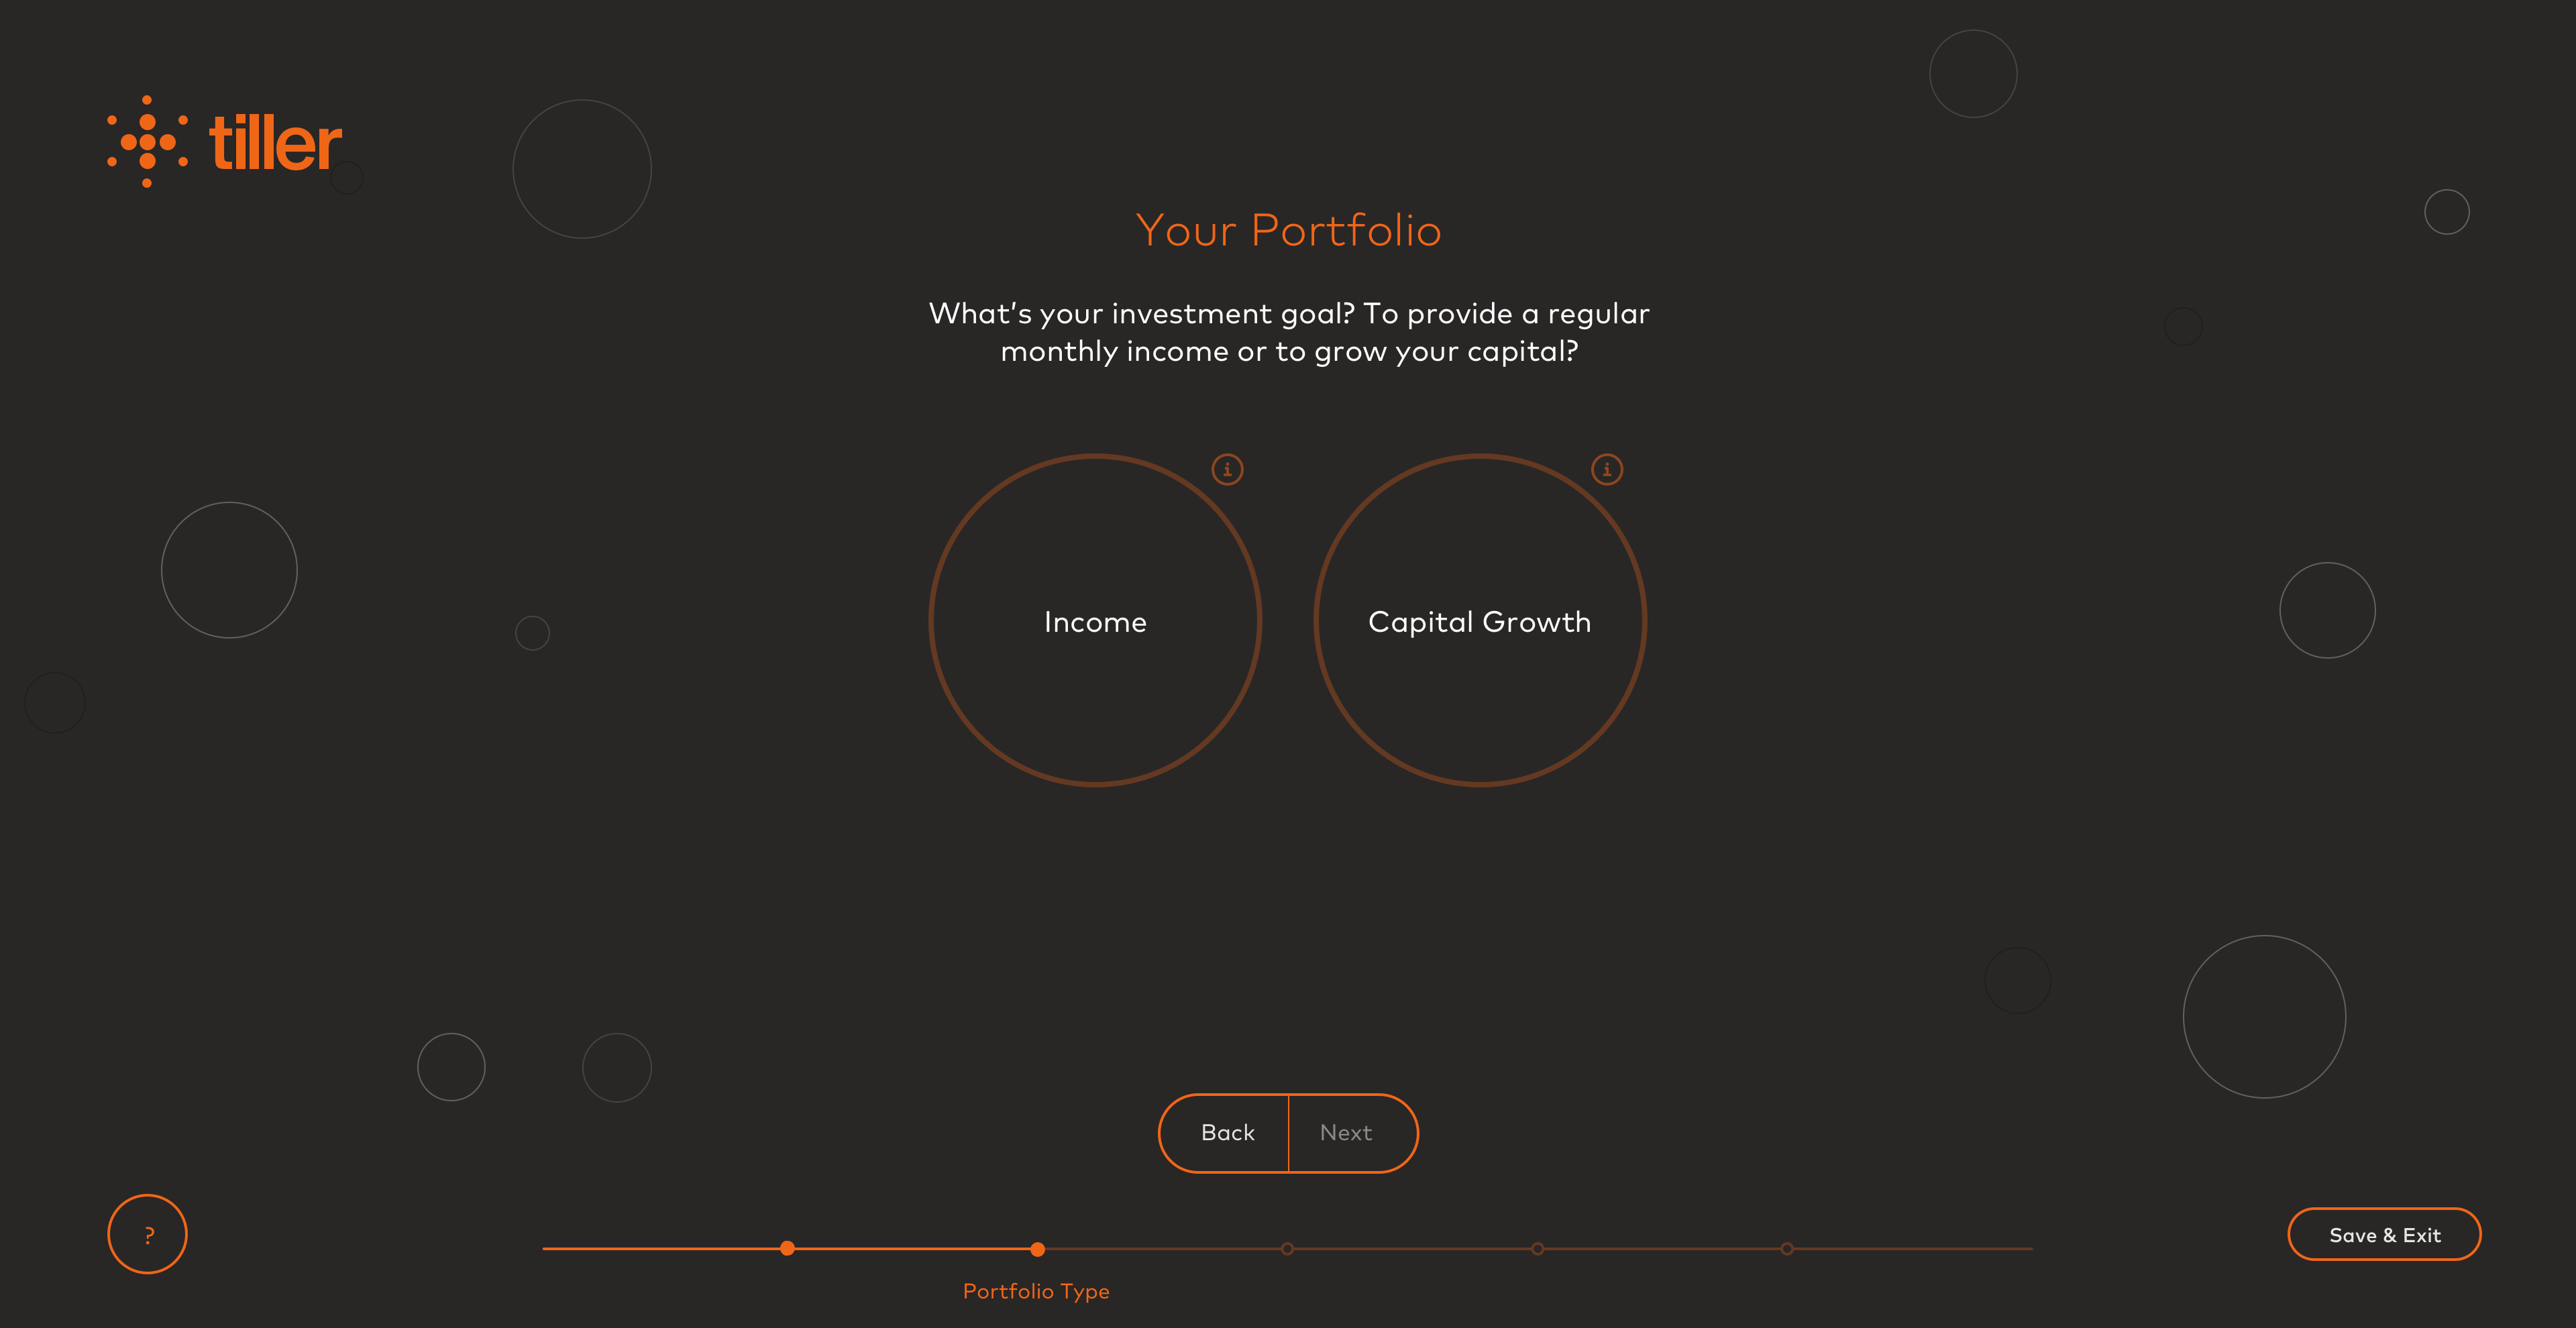 tiller
Your Portfolio
What's your investment goal? To provide a regular
monthly income or to grow your capital?
i
i
Income
Capital Growth
Back
Next
?
Save & Exit
Portfolio Type